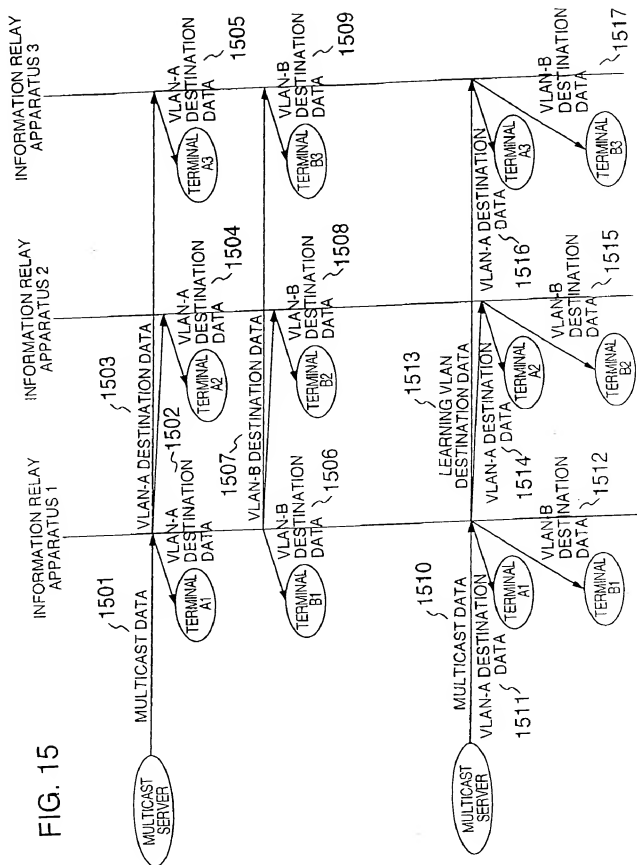 FIG. 15
INFORMATION RELAY
APPARATUS 1
INFORMATION RELAY
APPARATUS 2
INFORMATION RELAY
APPARATUS 3
MULTICAST
SERVER
MULTICAST DATA
1501
TERMINAL
A1
VLAN-A
DESTINATION
DATA
1502
VLAN-A DESTINATION DATA
1503
TERMINAL
A2
VLAN-A
DESTINATION
DATA
1504
TERMINAL
A3
VLAN-A
DESTINATION
DATA
1505
TERMINAL
B1
VLAN-B
DESTINATION
DATA
1506
1507
VLAN-B DESTINATION DATA
TERMINAL
B2
VLAN-B
DESTINATION
DATA
1508
TERMINAL
B3
VLAN-B
DESTINATION
DATA
1509
MULTICAST
SERVER
MULTICAST DATA
1510
VLAN-A DESTINATION
DATA
1511
TERMINAL
A1
TERMINAL
B1
VLAN-B
DESTINATION
DATA
1512
LEARNING VLAN
DESTINATION DATA
1513
VLAN-A DESTINATION
DATA
1514
TERMINAL
A2
TERMINAL
B2
VLAN-B
DESTINATION
DATA
1515
VLAN-A DESTINATION
DATA
1516
TERMINAL
A3
TERMINAL
B3
VLAN-B
DESTINATION
DATA
1517